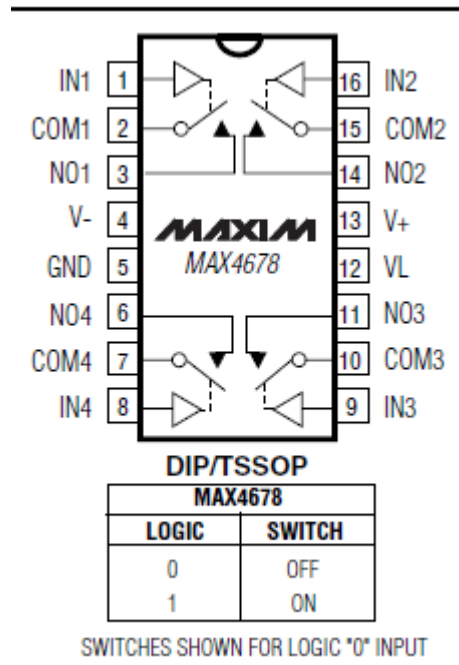 IN1 1 16 IN2
COM1 2 15 COM2
NO1 3 14 NO2
V- 4 13 V+
MAXIM
GND 5 MAX4678 12 VL
NO4 6 11 NO3
COM4 7 10 COM3
IN4 8 9 IN3
DIP/TSSOP
MAX4678
LOGIC SWITCH
0 OFF
1 ON
SWITCHES SHOWN FOR LOGIC "0" INPUT